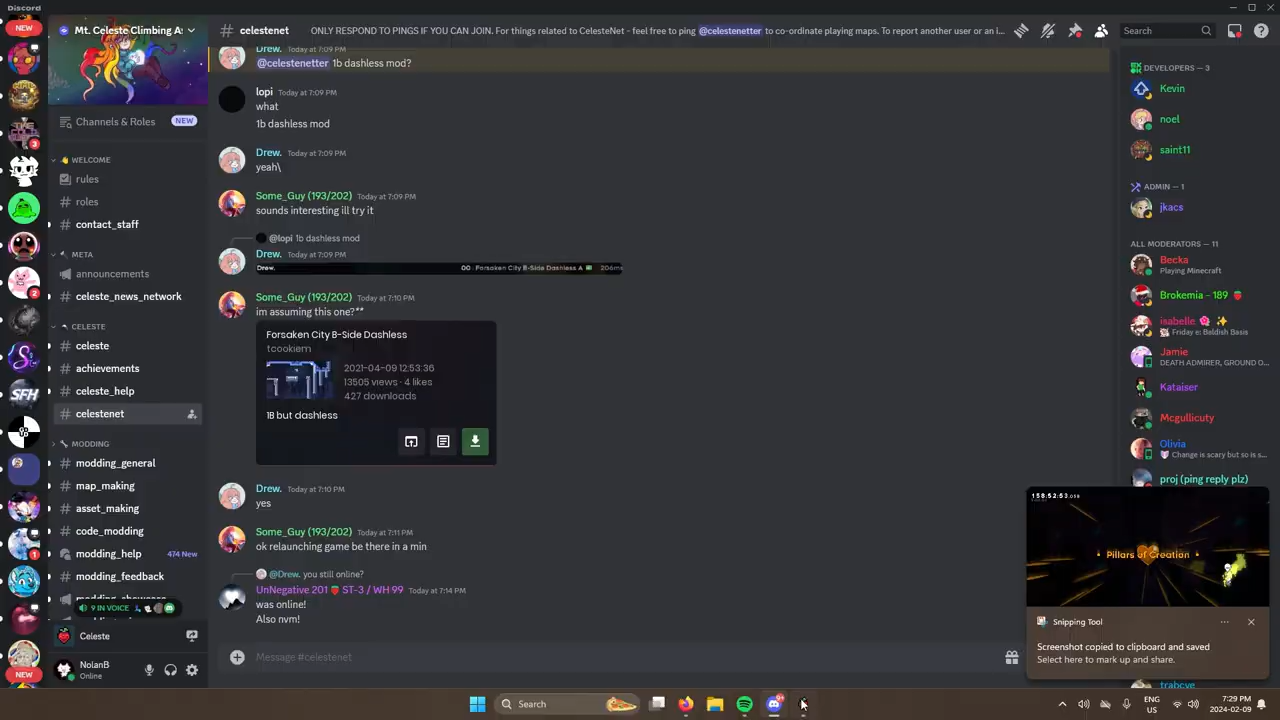 Discord
NEW
Mt. Celeste Climbing As
Channels & Roles
NEW
WELCOME
rules
roles
contact_staff
META
announcements
celeste_news_network
CELESTE
celeste
achievements
celeste_help
celestenet
MODDING
modding_general
map_making
asset_making
code_modding
modding_help
474 New
modding_feedback
9 IN VOICE
Celeste
NolanB
Online
3
2
1
NEW
# celestenet
ONLY RESPOND TO PINGS IF YOU CAN JOIN. For things related to CelesteNet - feel free to ping @celestenetter to co-ordinate playing maps. To report another user or an i...
Search
Drew. Today at 7:09 PM
@celestenetter 1b dashless mod?
lopi Today at 7:09 PM
what
1b dashless mod
Drew. Today at 7:09 PM
yeah\
Some_Guy (193/202) Today at 7:09 PM
sounds interesting ill try it
@lopi 1b dashless mod
Drew. Today at 7:09 PM
Drew. Forsaken City B-Side Dashless A 206ms
Some_Guy (193/202) Today at 7:10 PM
im assuming this one?**
Forsaken City B-Side Dashless
tcookiem
2021-04-09 12:53:36
13505 views · 4 likes
427 downloads
1B but dashless
Drew. Today at 7:10 PM
yes
Some_Guy (193/202) Today at 7:11 PM
ok relaunching game be there in a min
@Drew. you still online?
UnNegative 201 ST-3 / WH 99 Today at 7:14 PM
was online!
Also nvm!
Message #celestenet
DEVELOPERS — 3
Kevin
noel
saint11
ADMIN — 1
jkacs
ALL MODERATORS — 11
Becka
Playing Minecraft
Brokemia - 189
isabelle
Friday e: Baldish Basis
Jamie
DEATH ADMIRER, GROUND O...
Kataiser
Mcgullicuty
Olivia
Change is scary but so is s...
proj (ping reply plz)
158:52:53.059
Pillars of Creation
Snipping Tool
Screenshot copied to clipboard and saved
Select here to mark up and share.
trabcye
Search
ENG
US
7:29 PM
2024-02-09